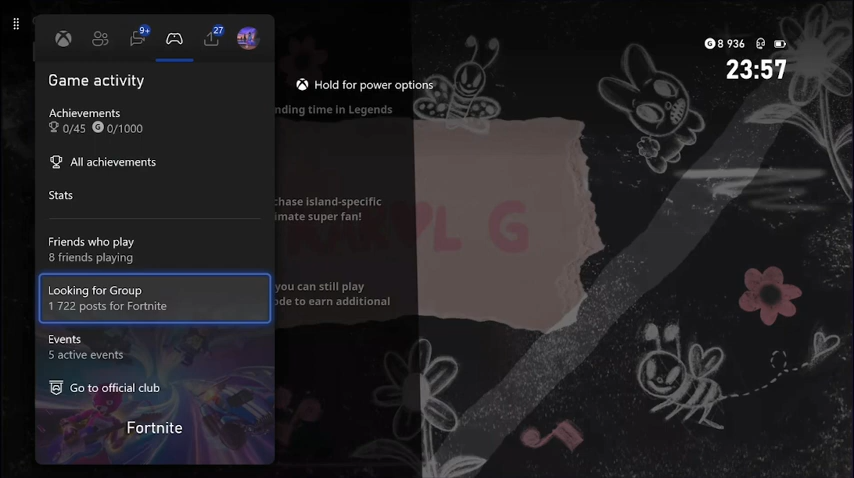 9+
27
Game activity
Achievements
0/45 G 0/1000
All achievements
Stats
Friends who play
8 friends playing
Looking for Group
1 722 posts for Fortnite
Events
5 active events
Go to official club
Fortnite
Hold for power options
nding time in Legends
chase island-specific
imate super fan!
you can still play
ode to earn additional
L G
G 8 936
23:57